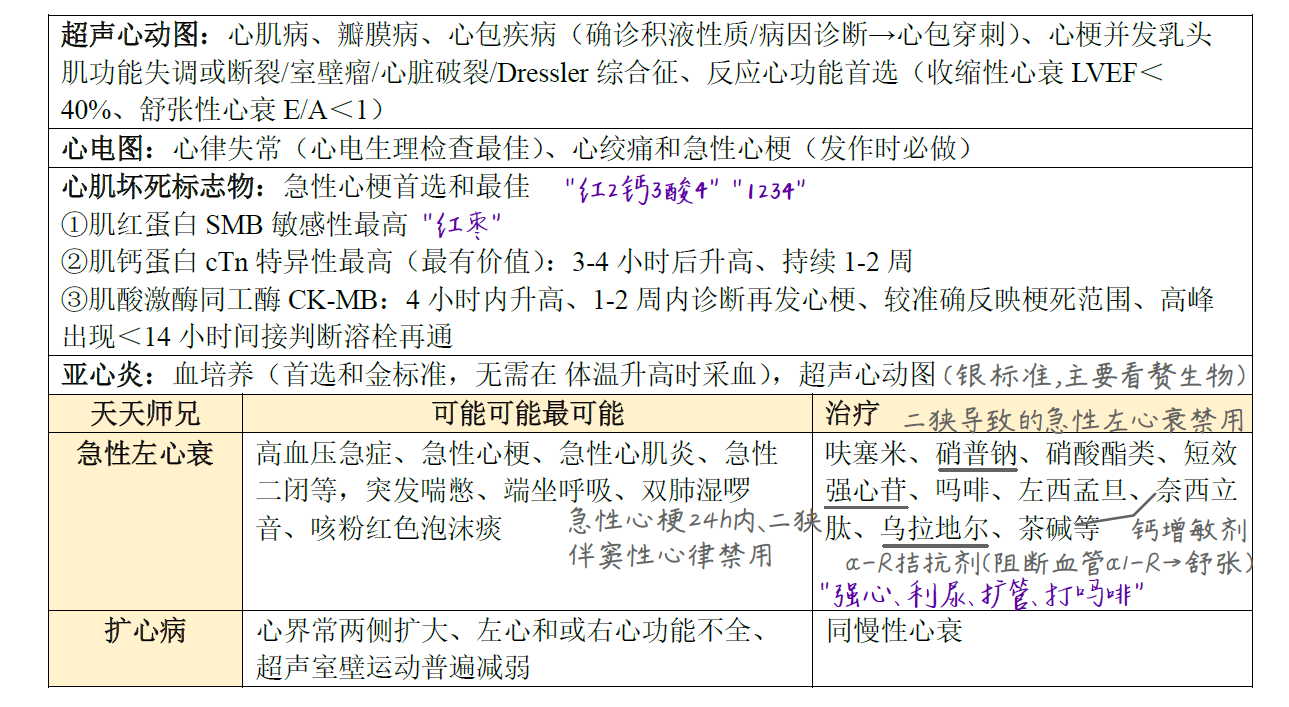 超声心动图：心肌病、瓣膜病、心包疾病（确诊积液性质/病因诊断→心包穿刺）、心梗并发乳头
肌功能失调或断裂/室壁瘤/心脏破裂/Dressler 综合征、反应心功能首选（收缩性心衰 LVEF＜
40%、舒张性心衰 E/A＜1）
心电图：心律失常（心电生理检查最佳）、心绞痛和急性心梗（发作时必做）
心肌坏死标志物：急性心梗首选和最佳 "红2钙3酸4" "1234"
①肌红蛋白 SMB 敏感性最高 "红枣"
②肌钙蛋白 cTn 特异性最高（最有价值）：3-4 小时后升高、持续 1-2 周
③肌酸激酶同工酶 CK-MB：4 小时内升高、1-2 周内诊断再发心梗、较准确反映梗死范围、高峰
出现＜14 小时间接判断溶栓再通
亚心炎：血培养（首选和金标准，无需在 体温升高时采血），超声心动图(银标准,主要看赘生物)
天天师兄 可能可能最可能 治疗 二狭导致的急性左心衰禁用
急性左心衰
高血压急症、急性心梗、急性心肌炎、急性
二闭等，突发喘憋、端坐呼吸、双肺湿啰
音、咳粉红色泡沫痰
急性心梗24h内、二狭
伴窦性心律禁用
呋塞米、硝普钠、硝酸酯类、短效
强心苷、吗啡、左西孟旦、奈西立
肽、乌拉地尔、茶碱等 钙增敏剂
α-R拮抗剂(阻断血管α1-R→舒张)
"强心、利尿、扩管、打吗啡"
扩心病
心界常两侧扩大、左心和或右心功能不全、
超声室壁运动普遍减弱
同慢性心衰